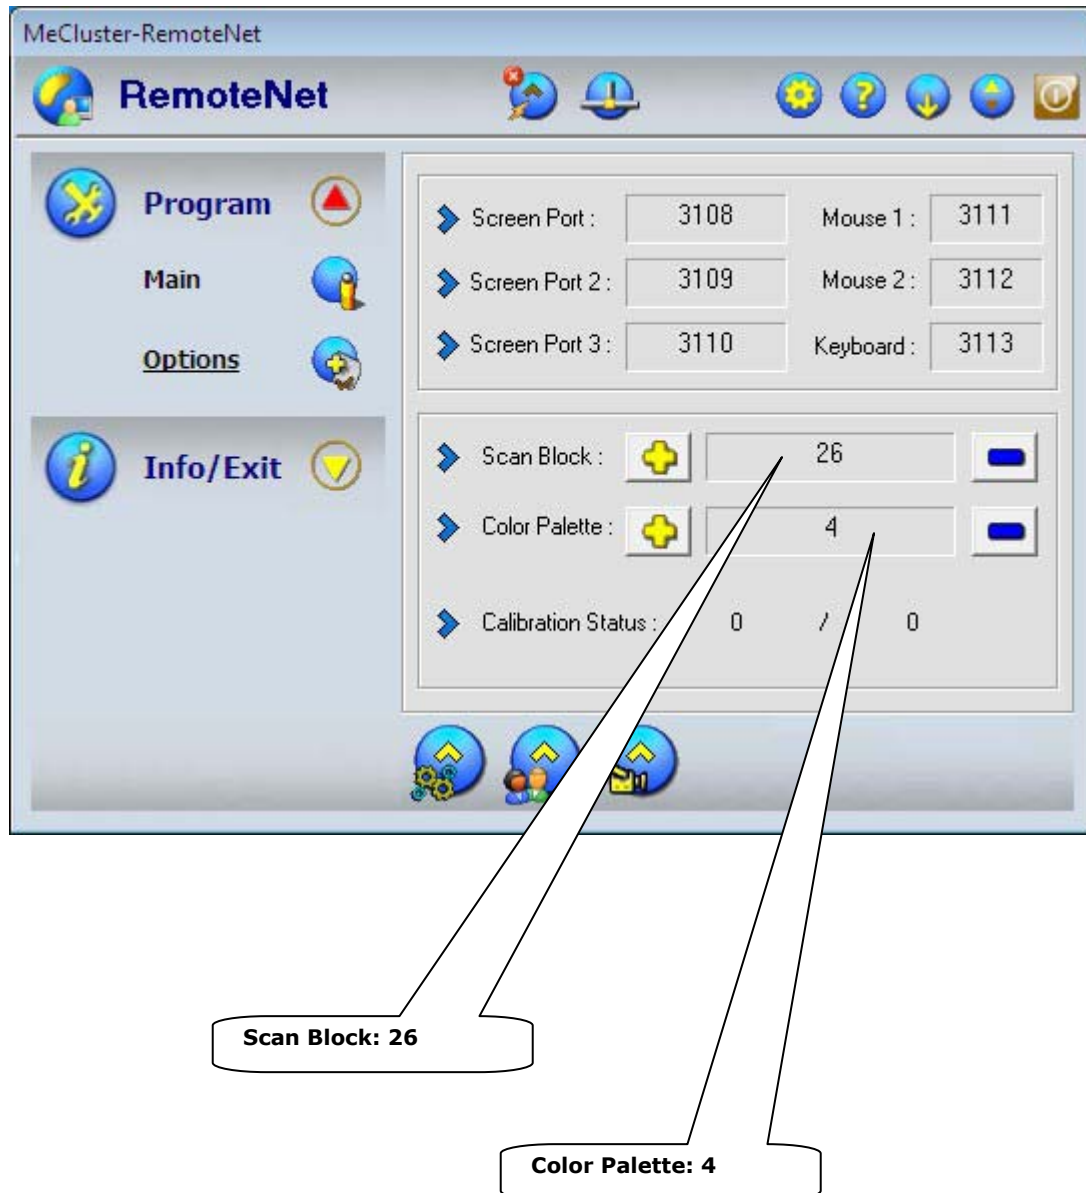 MeCluster-RemoteNet
RemoteNet
Program
Main
Options
Info/Exit
Screen Port : 3108 Mouse 1 : 3111
Screen Port 2 : 3109 Mouse 2 : 3112
Screen Port 3 : 3110 Keyboard : 3113
Scan Block : 26
Color Palette : 4
Calibration Status : 0 / 0
Scan Block: 26
Color Palette: 4